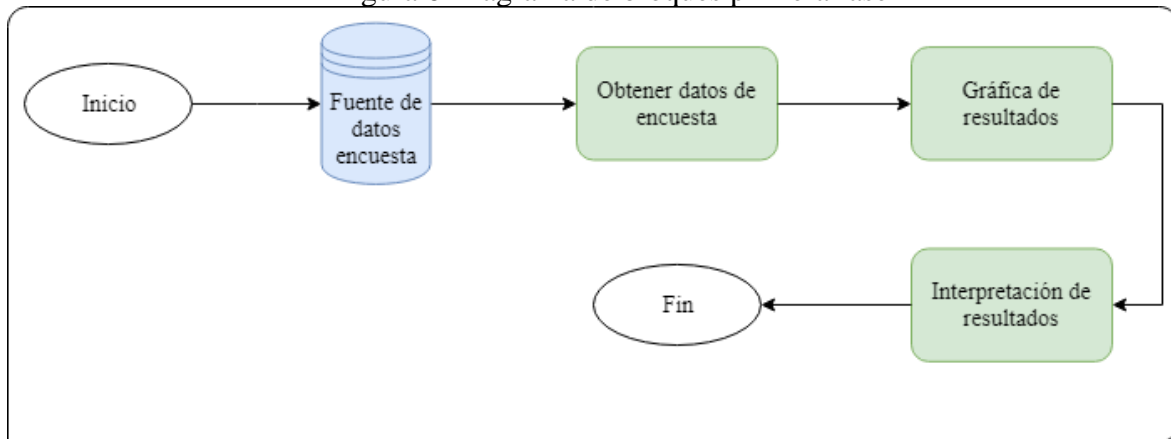 Inicio
Fuente de
datos
encuesta
Obtener datos de
encuesta
Gráfica de
resultados
Interpretación de
resultados
Fin